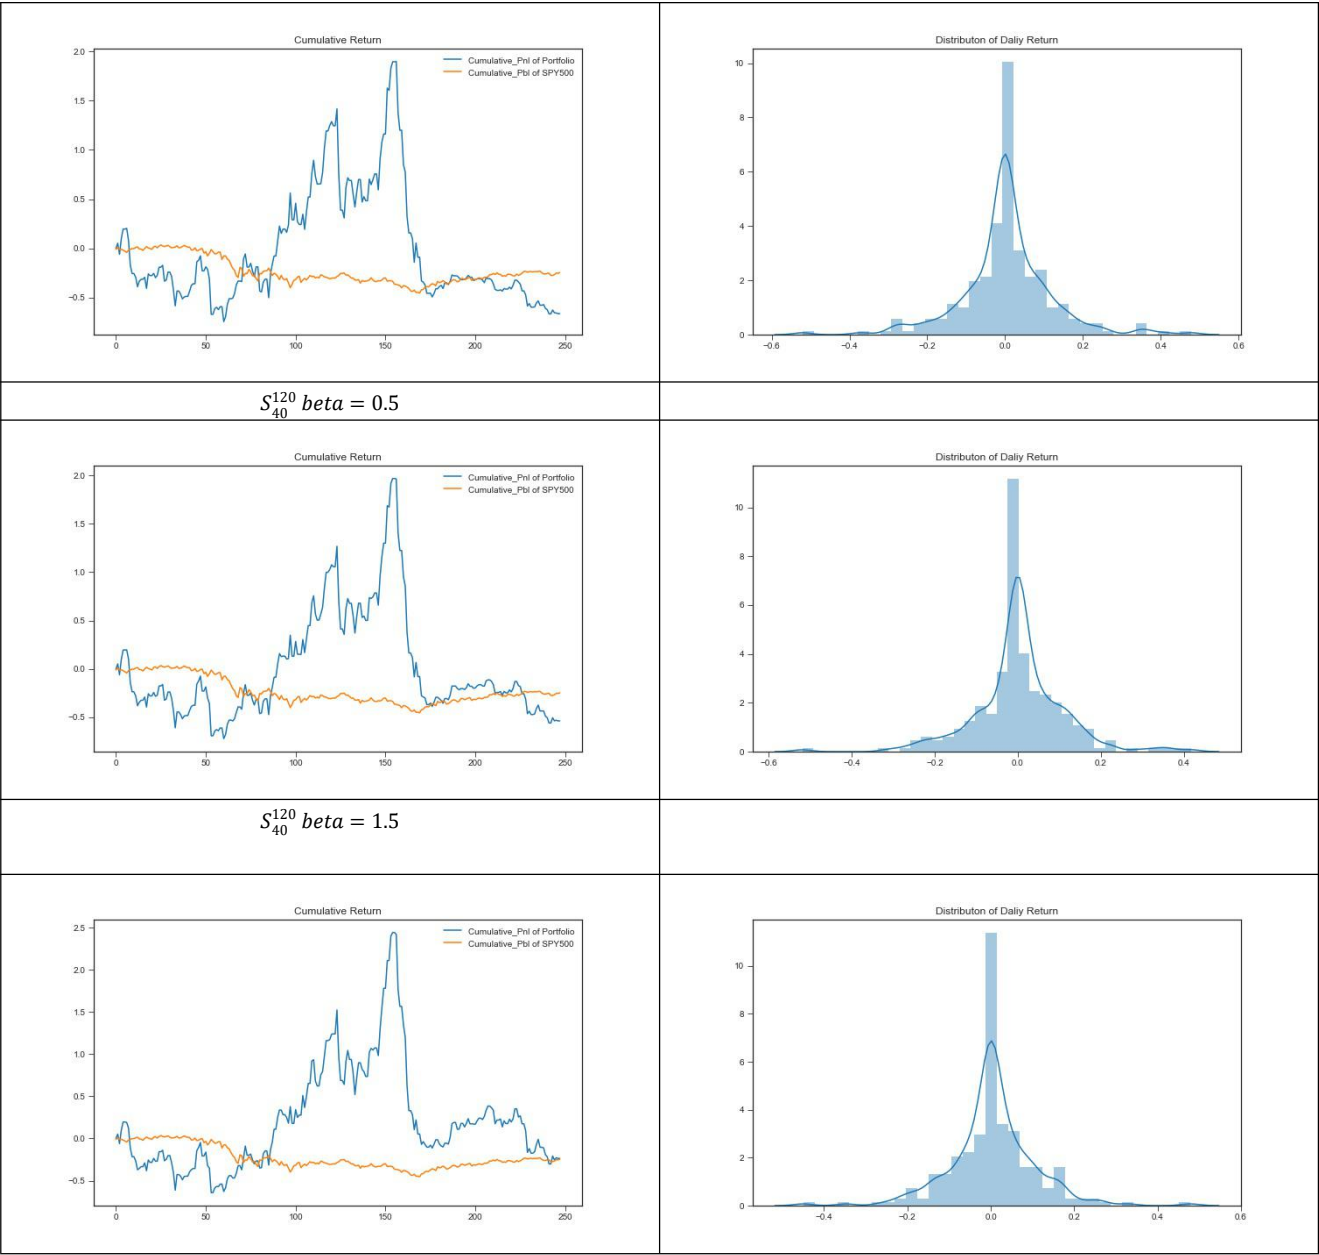 Cumulative Return
Cumulative_Pnl of Portfolio
Cumulative_Pbl of SPY500
2.0
1.5
1.0
0.5
0.0
−0.5
0 50 100 150 200 250
Distributon of Daliy Return
10
8
6
4
2
0
−0.6 −0.4 −0.2 0.0 0.2 0.4 0.6
S_{40}^{120} beta = 0.5
Cumulative Return
Cumulative_Pnl of Portfolio
Cumulative_Pbl of SPY500
2.0
1.5
1.0
0.5
0.0
−0.5
0 50 100 150 200 250
Distributon of Daliy Return
10
8
6
4
2
0
−0.6 −0.4 −0.2 0.0 0.2 0.4
S_{40}^{120} beta = 1.5
Cumulative Return
Cumulative_Pnl of Portfolio
Cumulative_Pbl of SPY500
2.5
2.0
1.5
1.0
0.5
0.0
−0.5
0 50 100 150 200 250
Distributon of Daliy Return
10
8
6
4
2
0
−0.4 −0.2 0.0 0.2 0.4 0.6